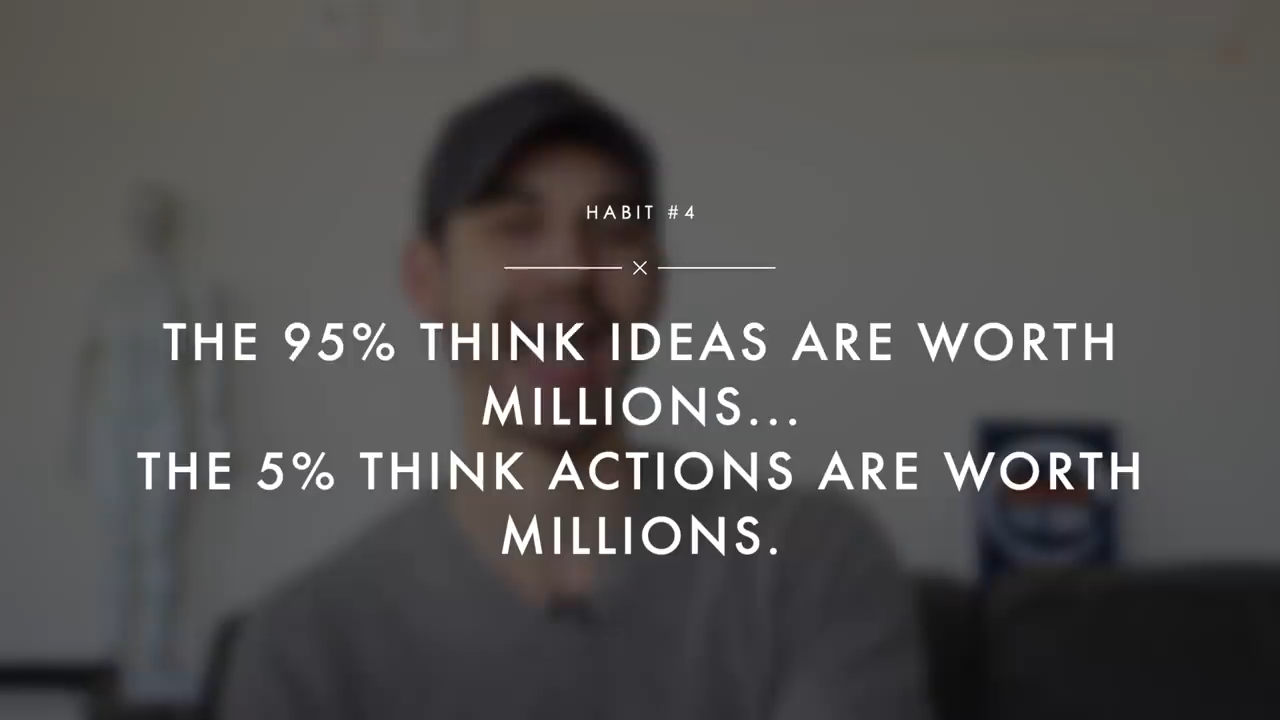 HABIT #4
THE 95% THINK IDEAS ARE WORTH
MILLIONS...
THE 5% THINK ACTIONS ARE WORTH
MILLIONS.